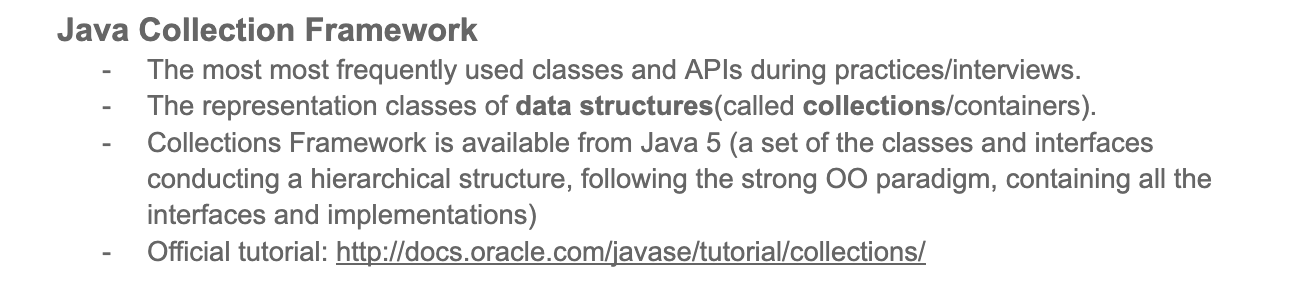 Java Collection Framework
- The most most frequently used classes and APIs during practices/interviews.
- The representation classes of data structures(called collections/containers).
- Collections Framework is available from Java 5 (a set of the classes and interfaces
conducting a hierarchical structure, following the strong OO paradigm, containing all the
interfaces and implementations)
- Official tutorial: http://docs.oracle.com/javase/tutorial/collections/